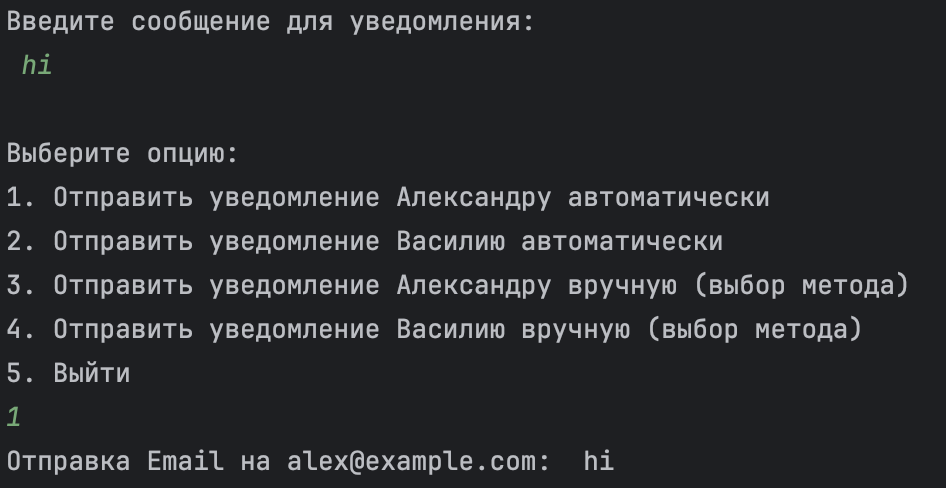 Введите сообщение для уведомления:
hi
Выберите опцию:
1. Отправить уведомление Александру автоматически
2. Отправить уведомление Василию автоматически
3. Отправить уведомление Александру вручную (выбор метода)
4. Отправить уведомление Василию вручную (выбор метода)
5. Выйти
1
Отправка Email на alex@example.com:  hi